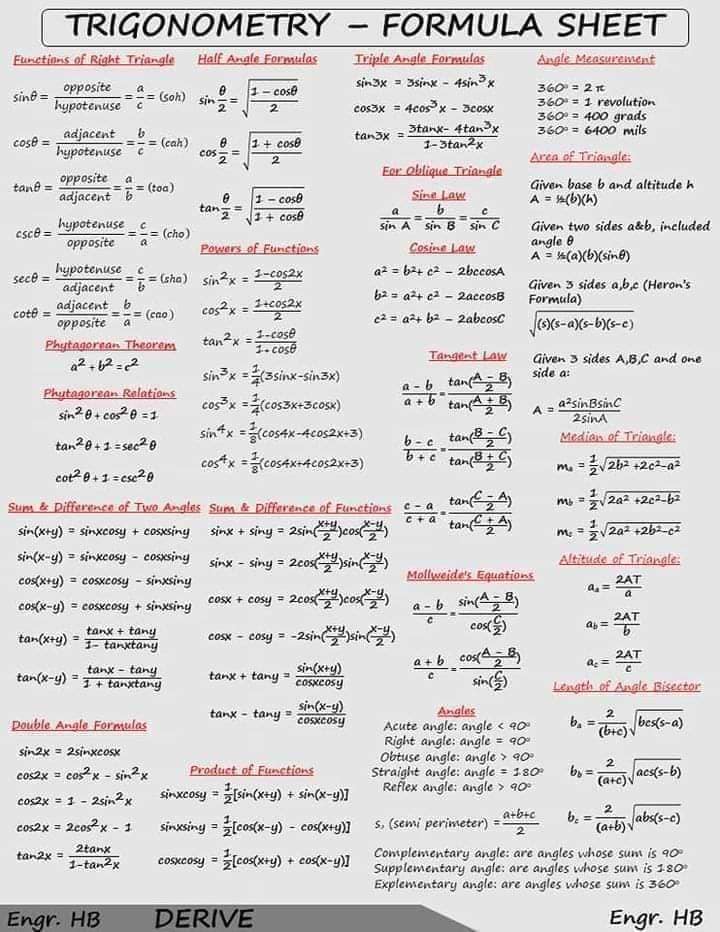 TRIGONOMETRY – FORMULA SHEET
Functions of Right Triangle
sinθ = opposite/hypotenuse = a/c = (soh)
cosθ = adjacent/hypotenuse = b/c = (cah)
tanθ = opposite/adjacent = a/b = (toa)
cscθ = hypotenuse/opposite = c/a = (cho)
secθ = hypotenuse/adjacent = c/b = (sha)
cotθ = adjacent/opposite = b/a = (cao)
Phytagorean Theorem
a² + b² = c²
Phytagorean Relations
sin²θ + cos²θ = 1
tan²θ + 1 = sec²θ
cot²θ + 1 = csc²θ
Half Angle Formulas
sin θ/2 = √((1 – cosθ)/2)
cos θ/2 = √((1 + cosθ)/2)
tan θ/2 = √((1 – cosθ)/(1 + cosθ))
Powers of Functions
sin²x = (1–cos2x)/2
cos²x = (1+cos2x)/2
tan²x = (1–cosθ)/(1+cosθ)
sin³x = 1/4(3sinx–sin3x)
cos³x = 1/4(cos3x+3cosx)
sin⁴x = 1/8(cos4x–4cos2x+3)
cos⁴x = 1/8(cos4x+4cos2x+3)
Triple Angle Formulas
sin3x = 3sinx – 4sin³x
cos3x = 4cos³x – 3cosx
tan3x = (3tanx– 4tan³x)/(1–3tan²x)
For Oblique Triangle
Sine Law
a/sin A = b/sin B = c/sin C
Cosine Law
a² = b²+ c² – 2bccosA
b² = a²+ c² – 2accosB
c² = a²+ b² – 2abcosC
Tangent Law
(a – b)/(a + b) = tan((A – B)/2)/tan((A + B)/2)
(b – c)/(b + c) = tan((B – C)/2)/tan((B + C)/2)
(c – a)/(c + a) = tan((C – A)/2)/tan((C + A)/2)
Mollweide's Equations
(a – b)/c = sin((A – B)/2)/cos(C/2)
(a + b)/c = cos((A – B)/2)/sin(C/2)
Angle Measurement
360° = 2 π
360° = 1 revolution
360° = 400 grads
360° = 6400 mils
Area of Triangle:
Given base b and altitude h
A = ½(b)(h)
Given two sides a&b, included
angle θ
A = ½(a)(b)(sinθ)
Given 3 sides a,b,c (Heron's
Formula)
√((s)(s–a)(s–b)(s–c))
Given 3 sides A,B,C and one
side a:
A = a²sinBsinC/2sinA
Median of Triangle:
mₐ = 1/2√(2b² +2c²–a²)
m_b = 1/2√(2a² +2c²–b²)
m_c = 1/2√(2a² +2b²–c²)
Altitude of Triangle:
aₐ = 2AT/a
a_b = 2AT/b
a_c = 2AT/c
Length of Angle Bisector
bₐ = 2/(b+c)√(bcs(s–a))
b_b = 2/(a+c)√(acs(s–b))
b_c = 2/(a+b)√(abs(s–c))
Sum & Difference of Two Angles
sin(x+y) = sinxcosy + cosxsiny
sin(x–y) = sinxcosy – cosxsiny
cos(x+y) = cosxcosy – sinxsiny
cos(x–y) = cosxcosy + sinxsiny
tan(x+y) = (tanx + tany)/(1– tanxtany)
tan(x–y) = (tanx – tany)/(1 + tanxtany)
Double Angle Formulas
sin2x = 2sinxcosx
cos2x = cos²x – sin²x
cos2x = 1 – 2sin²x
cos2x = 2cos²x – 1
tan2x = 2tanx/(1–tan²x)
Sum & Difference of Functions
sinx + siny = 2sin((x+y)/2)cos((x–y)/2)
sinx – siny = 2cos((x+y)/2)sin((x–y)/2)
cosx + cosy = 2cos((x+y)/2)cos((x–y)/2)
cosx – cosy = –2sin((x+y)/2)sin((x–y)/2)
tanx + tany = sin(x+y)/cosxcosy
tanx – tany = sin(x–y)/cosxcosy
Product of Functions
sinxcosy = 1/2[sin(x+y) + sin(x–y)]
sinxsiny = 1/2[cos(x–y) – cos(x+y)]
cosxcosy = 1/2[cos(x+y) + cos(x–y)]
Angles
Acute angle: angle < 90°
Right angle: angle = 90°
Obtuse angle: angle > 90°
Straight angle: angle = 180°
Reflex angle: angle > 90°
s, (semi perimeter) = (a+b+c)/2
Complementary angle: are angles whose sum is 90°
Supplementary angle: are angles whose sum is 180°
Explementary angle: are angles whose sum is 360°
Engr. HB
DERIVE
Engr. HB